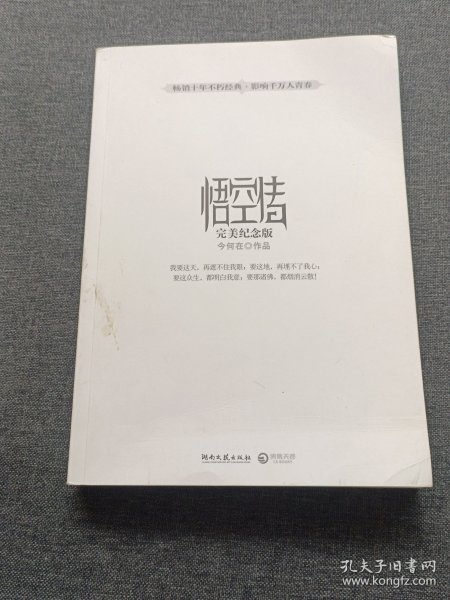 畅销十年不朽经典·影响千万人青春
悟空传
完美纪念版
今何在◎作品
我要这天，再遮不住我眼；要这地，再埋不了我心；
要这众生，都明白我意；要那诸佛，都烟消云散！
湖南文艺出版社
博集天卷
CS-BOOKY
孔夫子旧书网
www.kongfz.com